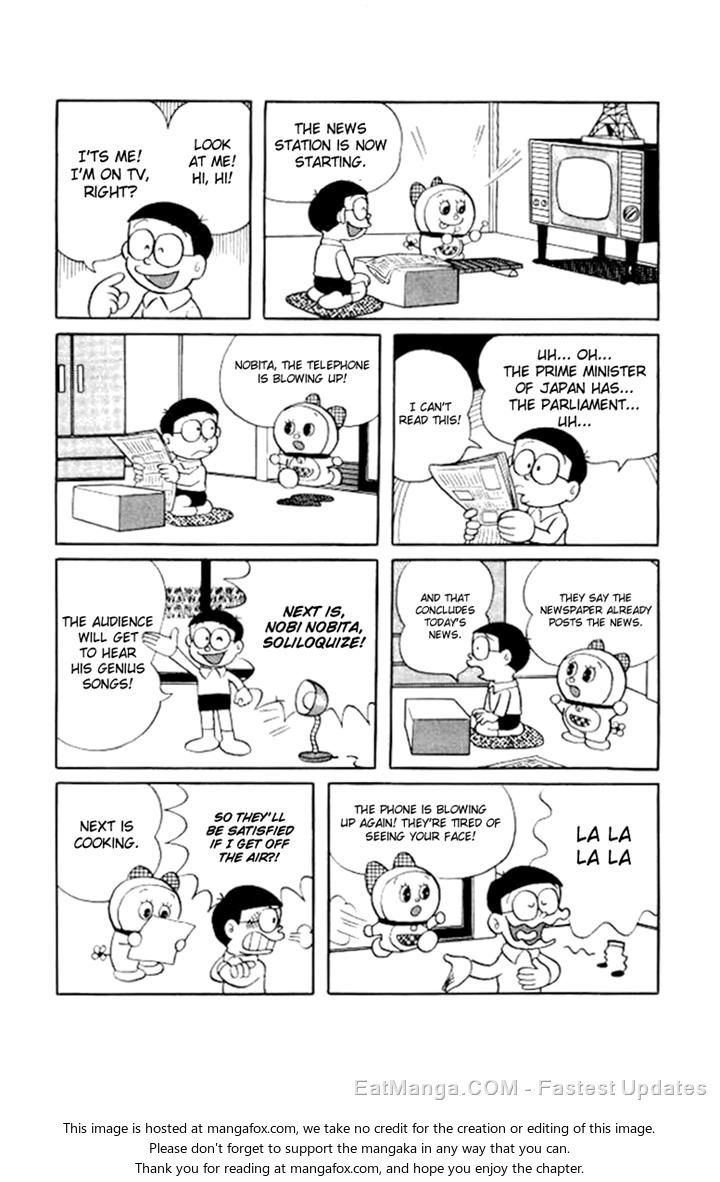 THE NEWS
STATION IS NOW
STARTING.
LOOK
AT ME!
HI, HI!
I'TS ME!
I'M ON TV,
RIGHT?
UH... OH...
THE PRIME MINISTER
OF JAPAN HAS...
THE PARLIAMENT...
UH...
I CAN'T
READ THIS!
NOBITA, THE TELEPHONE
IS BLOWING UP!
THEY SAY THE
NEWSPAPER ALREADY
POSTS THE NEWS.
AND THAT
CONCLUDES
TODAY'S
NEWS.
NEXT IS,
NOBI NOBITA,
SOLILOQUIZE!
THE AUDIENCE
WILL GET
TO HEAR
HIS GENIUS
SONGS!
LA LA
LA LA
THE PHONE IS BLOWING
UP AGAIN! THEY'RE TIRED OF
SEEING YOUR FACE!
SO THEY'LL
BE SATISFIED
IF I GET OFF
THE AIR?!
NEXT IS
COOKING.
EatManga.COM - Fastest Updates
This image is hosted at mangafox.com, we take no credit for the creation or editing of this image.
Please don't forget to support the mangaka in any way that you can.
Thank you for reading at mangafox.com, and hope you enjoy the chapter.